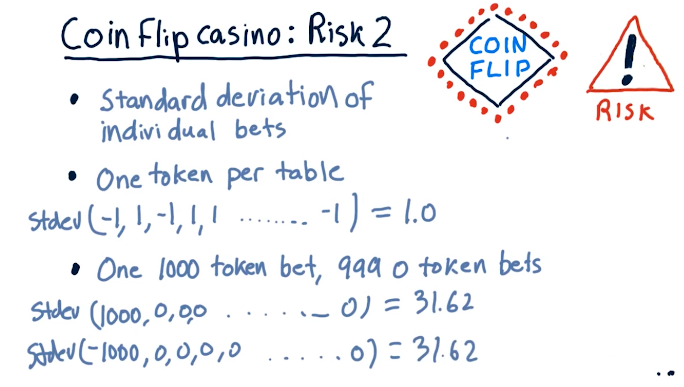 Coin Flip casino: Risk 2
COIN
FLIP
!
RISK
• Standard deviation of
individual bets
• One token per table
Stdev (-1, 1, -1, 1, 1 ........ -1) = 1.0
• One 1000 token bet, 999 0 token bets
Stdev (1000, 0, 0,0 . . . . . . _ 0) = 31.62
Stdev (-1000, 0, 0, 0, 0 ...... 0) = 31.62